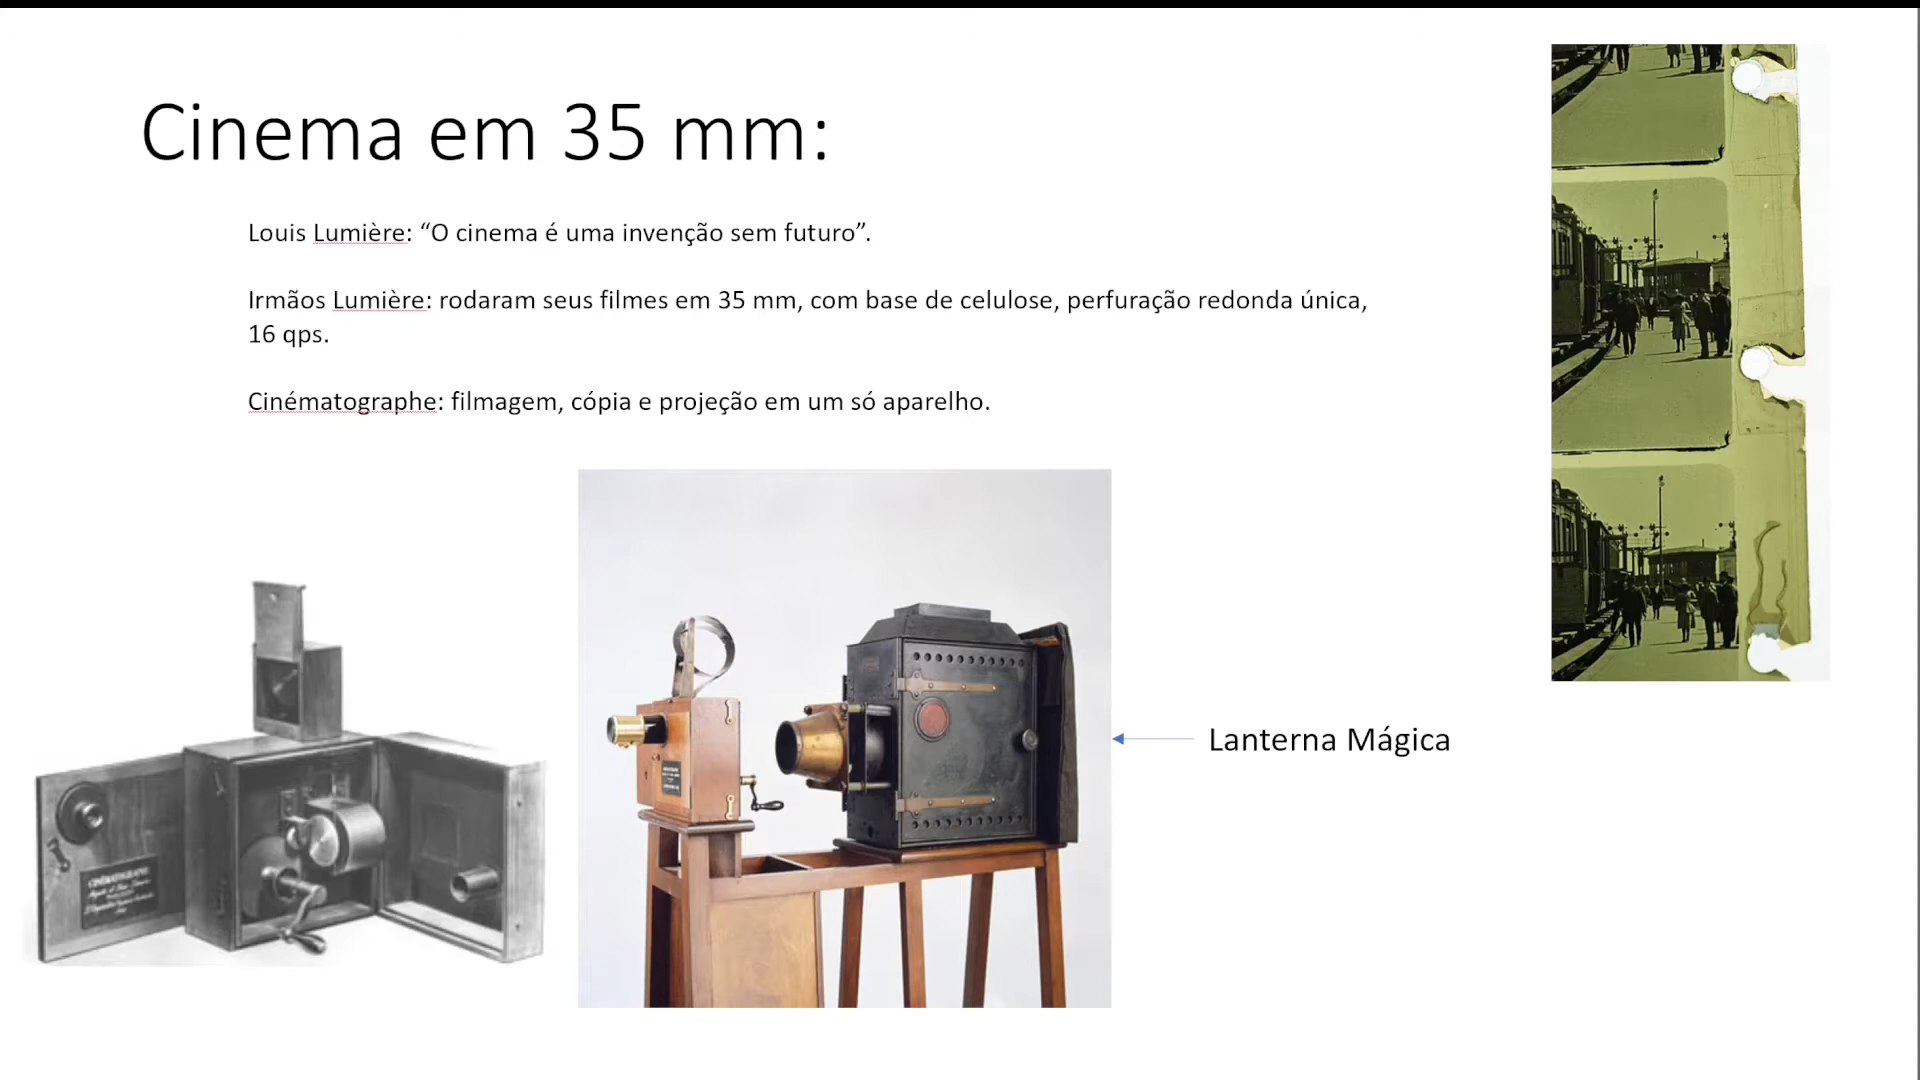 Cinema em 35 mm:
Louis Lumière: “O cinema é uma invenção sem futuro”.
Irmãos Lumière: rodaram seus filmes em 35 mm, com base de celulose, perfuração redonda única,
16 qps.
Cinématographe: filmagem, cópia e projeção em um só aparelho.
Lanterna Mágica
CINÉMATOGRAPHE